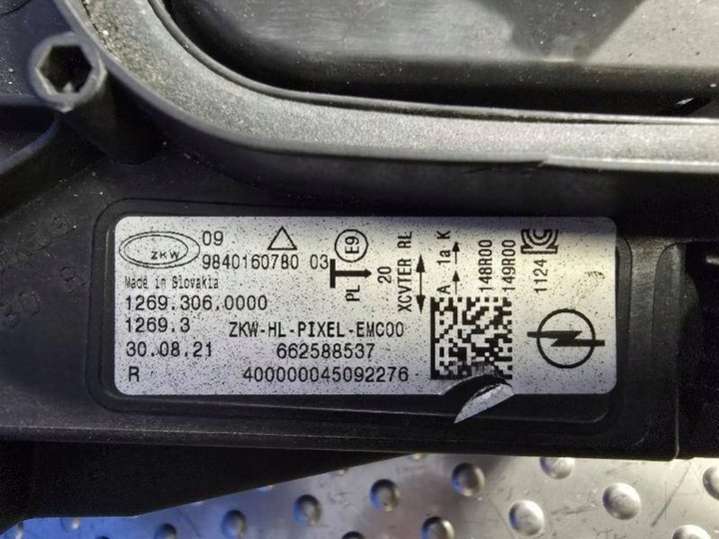 ZKW
09
9840160780 03
E9
Made in Slovakia
1269.306.0000
1269.3
ZKW-HL-PIXEL-EMC00
30.08.21
662588537
R
400000045092276
PL
20
XCVTER RL
A 1a K
148R00
149R00
1124